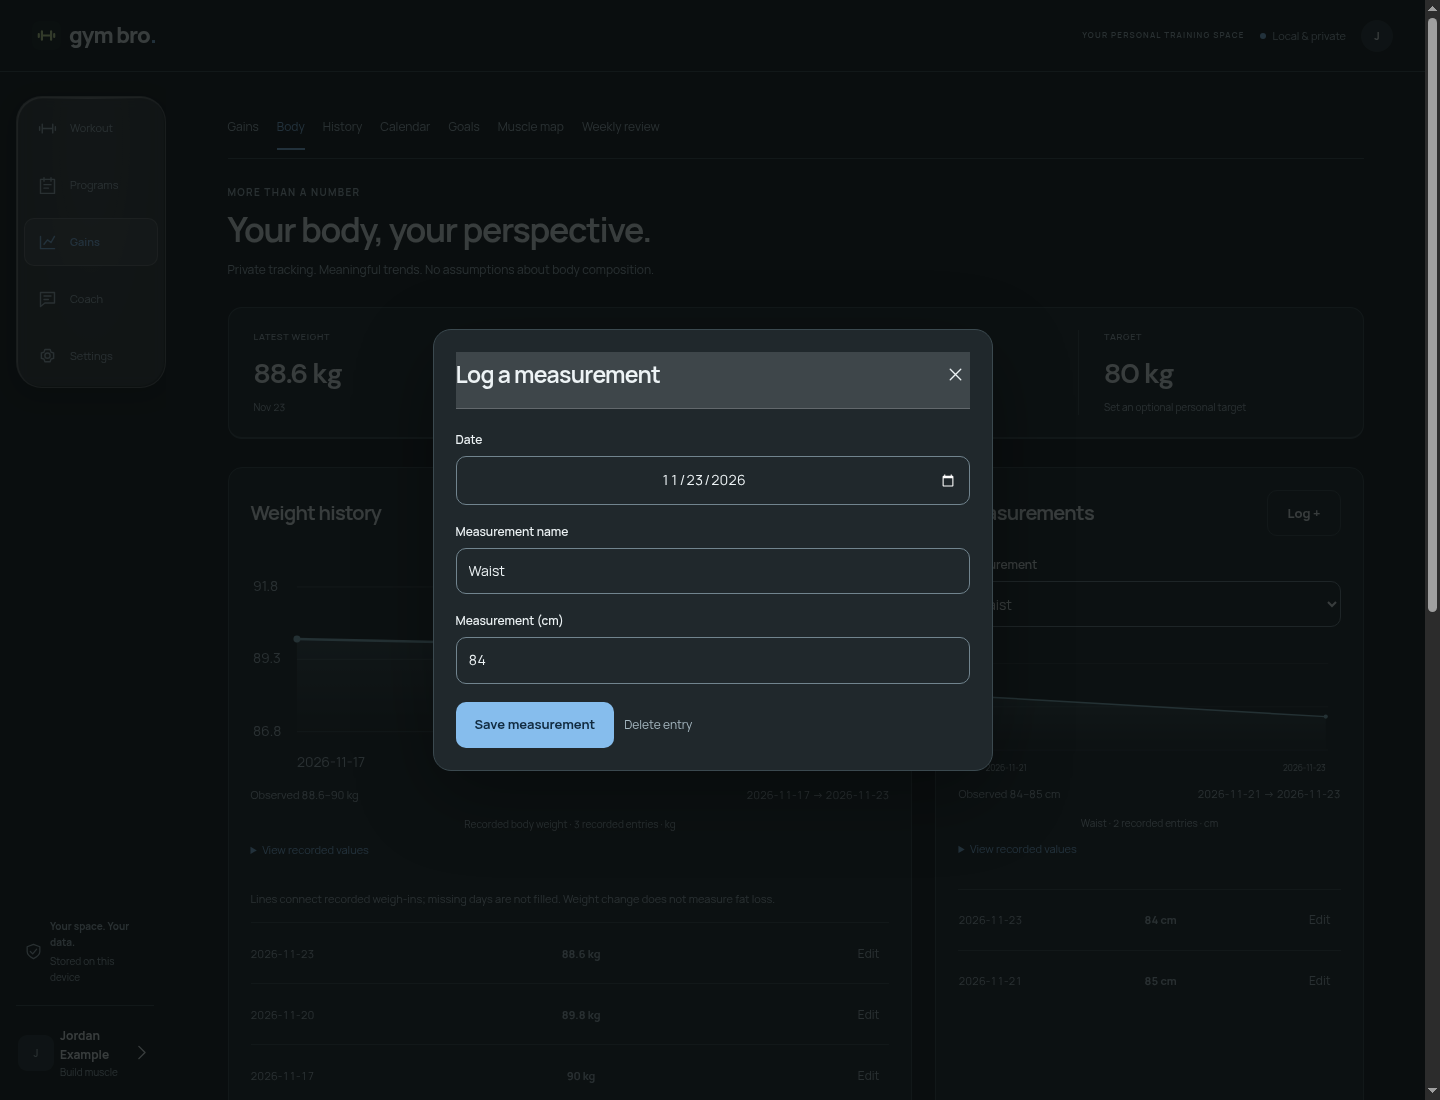 gym bro.
YOUR PERSONAL TRAINING SPACE
Local & private
J
Workout
Programs
Gains
Coach
Settings
Gains Body History Calendar Goals Muscle map Weekly review
MORE THAN A NUMBER
Your body, your perspective.
Private tracking. Meaningful trends. No assumptions about body composition.
LATEST WEIGHT
88.6 kg
Nov 23
TARGET
80 kg
Set an optional personal target
Log a measurement
Date
11/23/2026
Measurement name
Waist
Measurement (cm)
84
Save measurement Delete entry
Weight history
91.8
89.3
86.8
2026-11-17
Observed 88.6–90 kg
2026-11-17 → 2026-11-23
Recorded body weight · 3 recorded entries · kg
View recorded values
Lines connect recorded weigh-ins; missing days are not filled. Weight change does not measure fat loss.
2026-11-23 88.6 kg Edit
2026-11-20 89.8 kg Edit
2026-11-17 90 kg Edit
asurements
Log +
urement
ist
2026-11-21
2026-11-23
Observed 84–85 cm
2026-11-21 → 2026-11-23
Waist · 2 recorded entries · cm
View recorded values
2026-11-23 84 cm Edit
2026-11-21 85 cm Edit
Your space. Your
data.
Stored on this
device
J
Jordan
Example
Build muscle